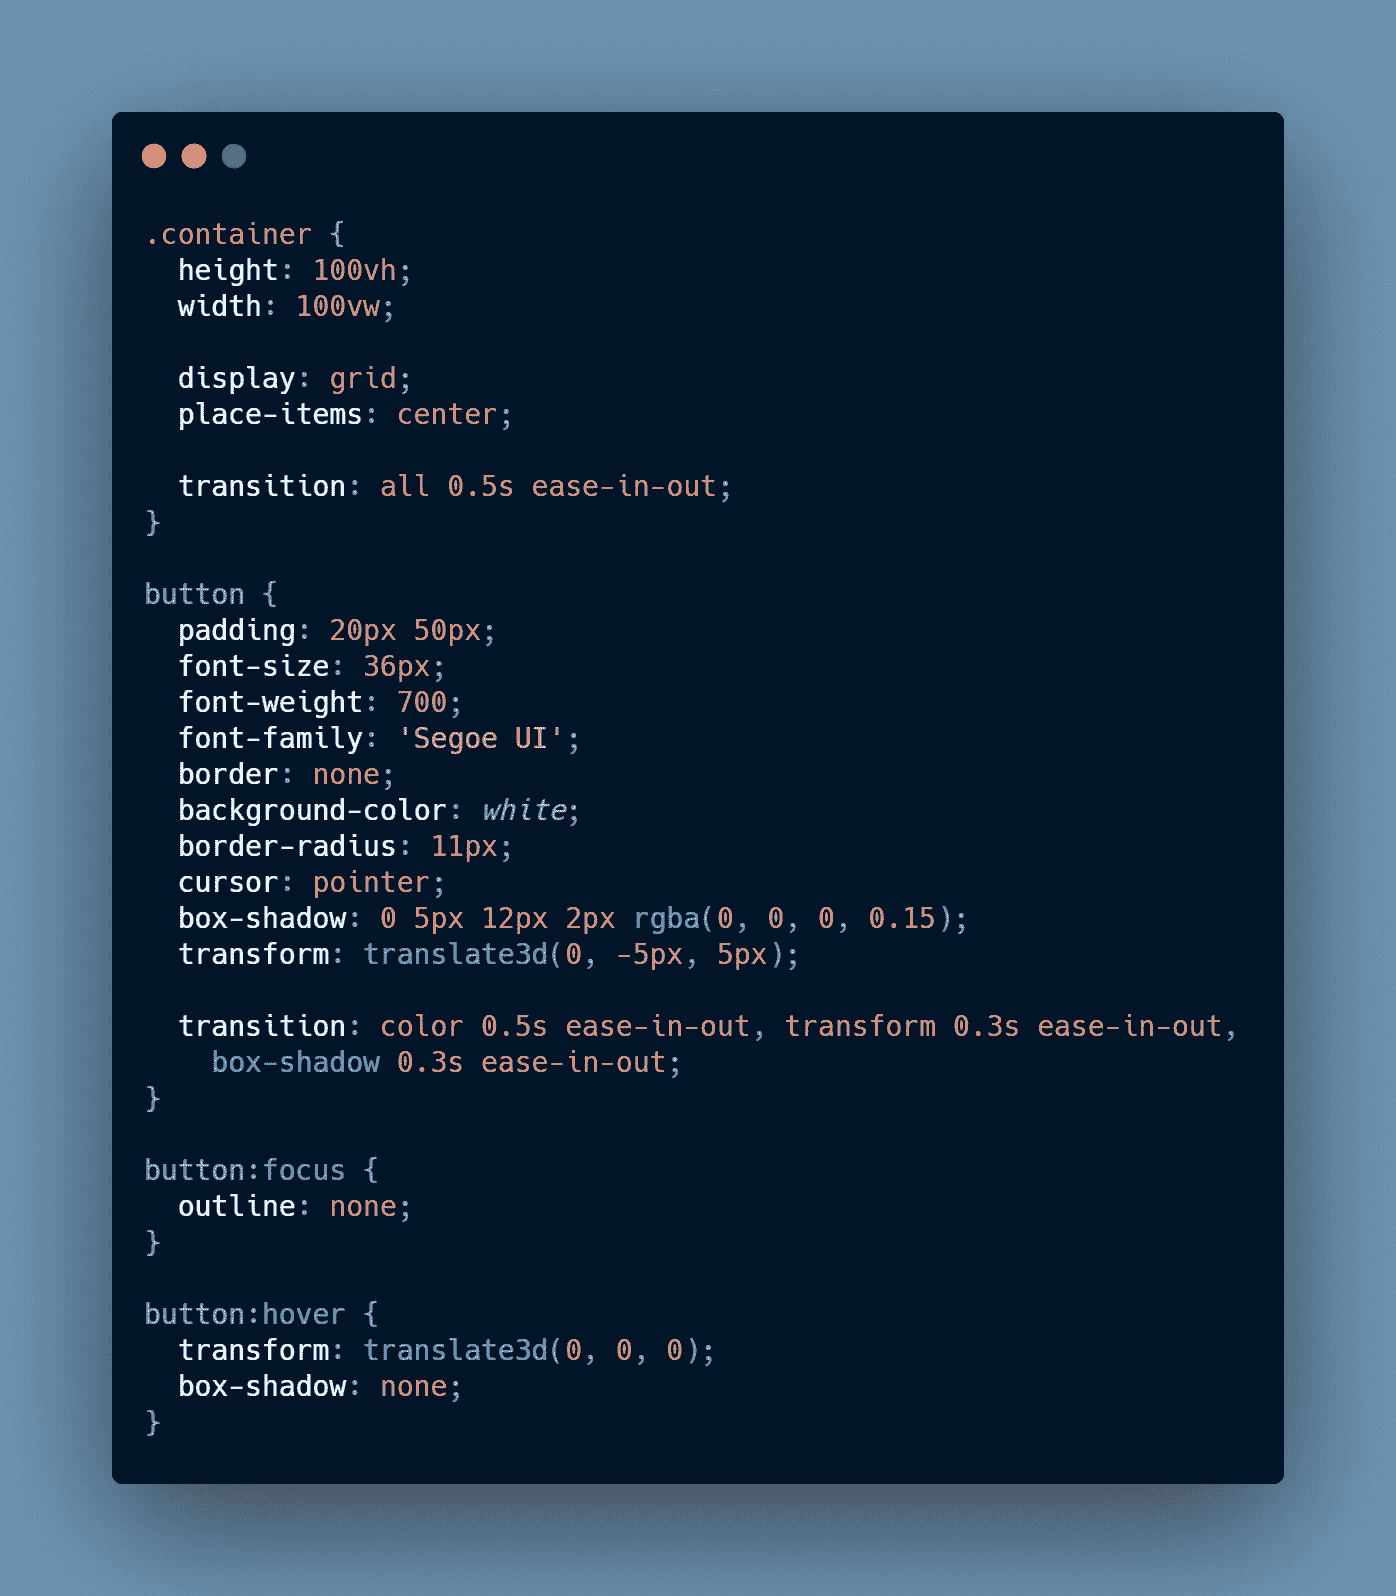 .container {
  height: 100vh;
  width: 100vw;

  display: grid;
  place-items: center;

  transition: all 0.5s ease-in-out;
}

button {
  padding: 20px 50px;
  font-size: 36px;
  font-weight: 700;
  font-family: 'Segoe UI';
  border: none;
  background-color: white;
  border-radius: 11px;
  cursor: pointer;
  box-shadow: 0 5px 12px 2px rgba(0, 0, 0, 0.15);
  transform: translate3d(0, -5px, 5px);

  transition: color 0.5s ease-in-out, transform 0.3s ease-in-out,
    box-shadow 0.3s ease-in-out;
}

button:focus {
  outline: none;
}

button:hover {
  transform: translate3d(0, 0, 0);
  box-shadow: none;
}